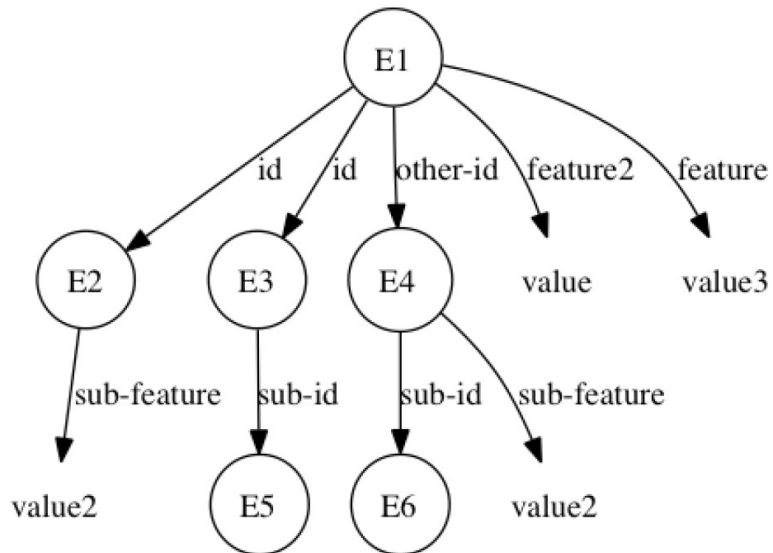 E1
id id other-id feature2 feature
E2 E3 E4 value value3
sub-feature sub-id sub-id sub-feature
value2 E5 E6 value2